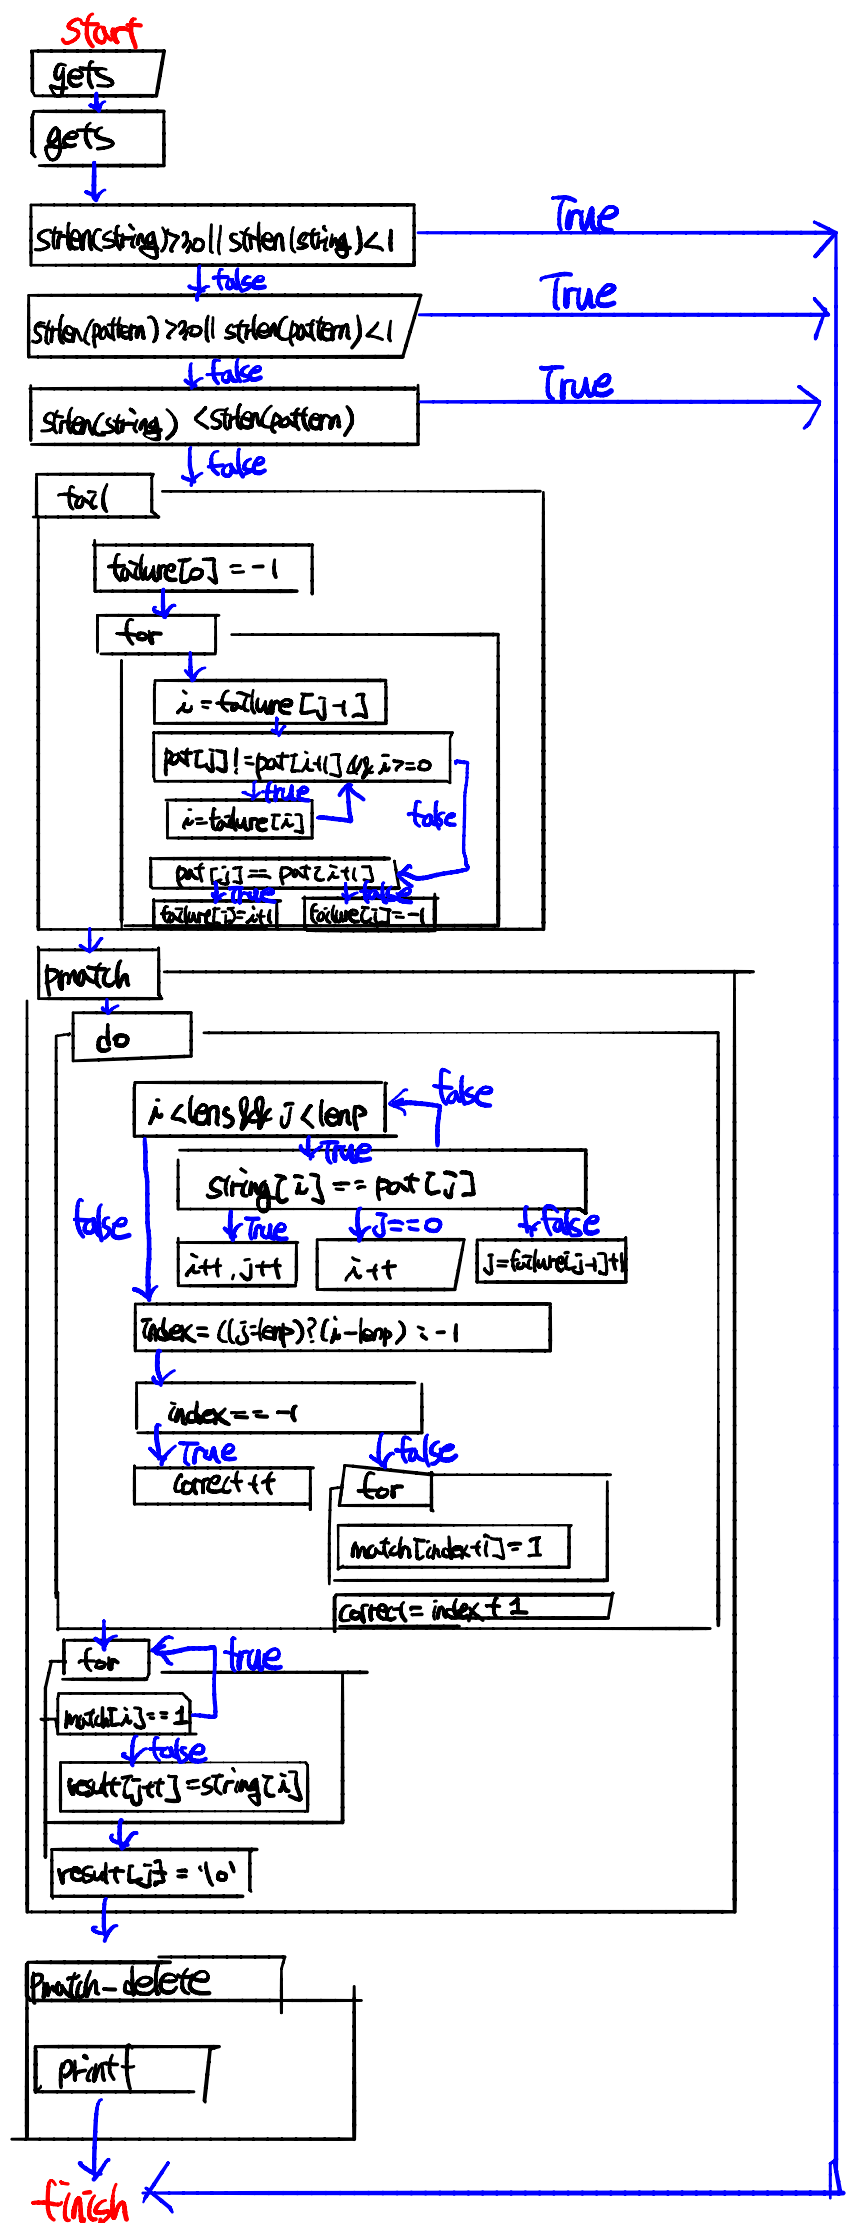 start
gets
gets
strlen(string)>30 || strlen(string)<1
True
false
strlen(pattern)>30 || strlen(pattern)<1
True
false
strlen(string) <strlen(pattern)
True
false
fail
failure[0] = -1
for
i = failure [j-1]
pat[j] != pat[i+1] && i>=0
true
false
i=failure[i]
pat[j] == pat[i+1]
True
false
failure[j]=i+1
failure[j]=-1
pmatch
do
false
i <lens && j <lenp
True
string[i] == pat[j]
false
True
j==0
false
i++, j++
i++
j=failure[j-1]+1
index= ((j=lenp)?(i-lenp) : -1
index == -1
True
false
correct++
for
match[index+i] = 1
correct= index + 1
for
true
match[i] == 1
false
result[j++] =string[i]
result[j] = '\0'
Pmatch-delete
printf
finish